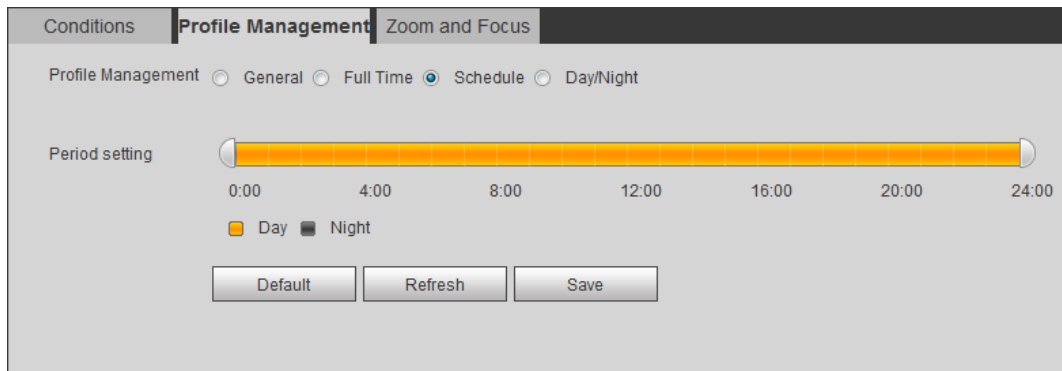 Conditions Profile Management Zoom and Focus
Profile Management General Full Time Schedule Day/Night
Period setting
0:00 4:00 8:00 12:00 16:00 20:00 24:00
Day Night
Default Refresh Save